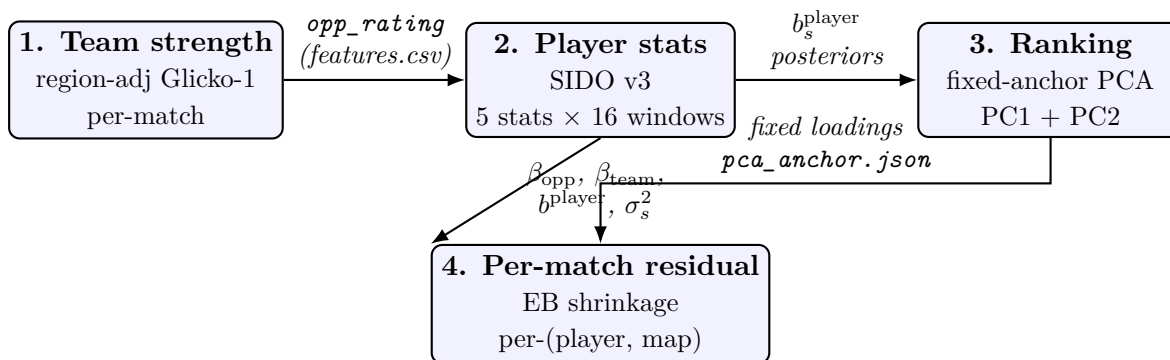 1. Team strength
region-adj Glicko-1
per-match
opp_rating
(features.csv)
2. Player stats
SIDO v3
5 stats × 16 windows
b_s^player
posteriors
3. Ranking
fixed-anchor PCA
PC1 + PC2
fixed loadings
pca_anchor.json
β_opp, β_team,
b^player, σ_s^2
4. Per-match residual
EB shrinkage
per-(player, map)